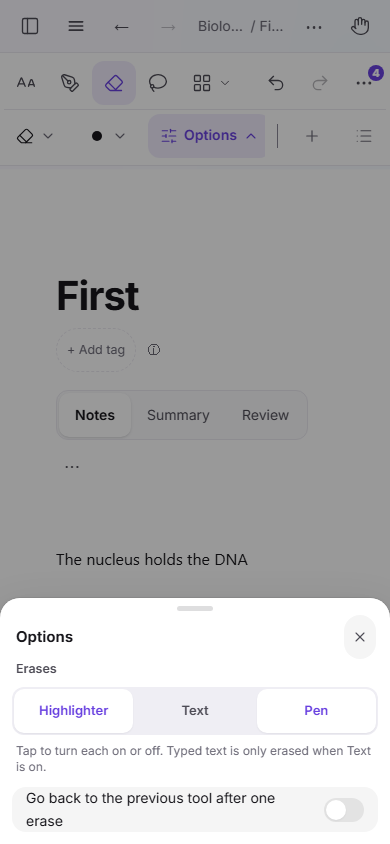 Biolo... / Fi...
AA
4
Options
First
+ Add tag
Notes Summary Review
...
The nucleus holds the DNA
Options
Erases
Highlighter Text Pen
Tap to turn each on or off. Typed text is only erased when Text
is on.
Go back to the previous tool after one
erase